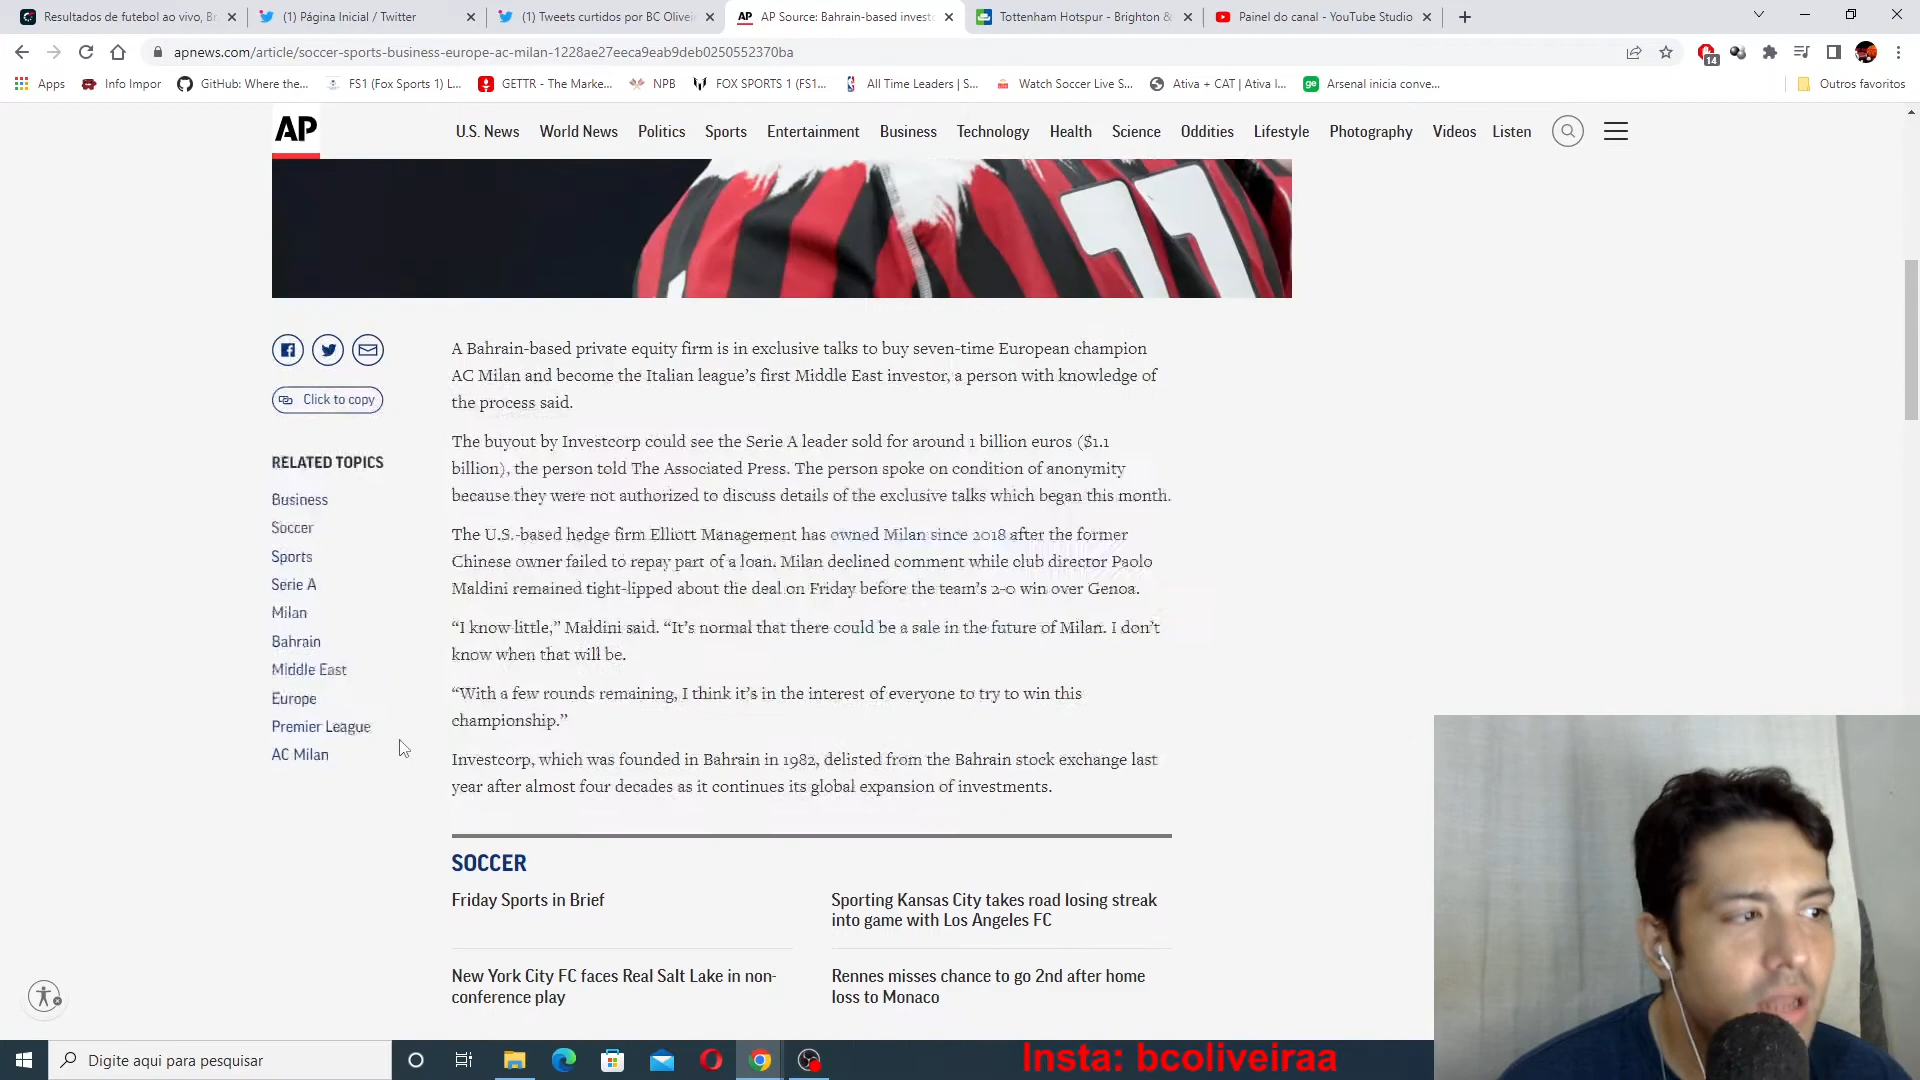 Resultados de futebol ao vivo, Br
(1) Página Inicial / Twitter
(1) Tweets curtidos por BC Olivei
AP Source: Bahrain-based invest
Tottenham Hotspur - Brighton &
Painel do canal - YouTube Studio
apnews.com/article/soccer-sports-business-europe-ac-milan-1228ae27eeca9eab9deb0250552370ba
14
Apps
Info Impor
GitHub: Where the...
FS1 (Fox Sports 1) L...
GETTR - The Marke...
NPB
FOX SPORTS 1 (FS1...
All Time Leaders | S...
Watch Soccer Live S...
Ativa + CAT | Ativa I...
Arsenal inicia conve...
Outros favoritos
AP
U.S. News
World News
Politics
Sports
Entertainment
Business
Technology
Health
Science
Oddities
Lifestyle
Photography
Videos
Listen
11
Click to copy
RELATED TOPICS
Business
Soccer
Sports
Serie A
Milan
Bahrain
Middle East
Europe
Premier League
AC Milan
A Bahrain-based private equity firm is in exclusive talks to buy seven-time European champion
AC Milan and become the Italian league’s first Middle East investor, a person with knowledge of
the process said.
The buyout by Investcorp could see the Serie A leader sold for around 1 billion euros ($1.1
billion), the person told The Associated Press. The person spoke on condition of anonymity
because they were not authorized to discuss details of the exclusive talks which began this month.
The U.S.-based hedge firm Elliott Management has owned Milan since 2018 after the former
Chinese owner failed to repay part of a loan. Milan declined comment while club director Paolo
Maldini remained tight-lipped about the deal on Friday before the team’s 2-0 win over Genoa.
“I know little,” Maldini said. “It’s normal that there could be a sale in the future of Milan. I don’t
know when that will be.
“With a few rounds remaining, I think it’s in the interest of everyone to try to win this
championship.”
Investcorp, which was founded in Bahrain in 1982, delisted from the Bahrain stock exchange last
year after almost four decades as it continues its global expansion of investments.
SOCCER
Friday Sports in Brief
Sporting Kansas City takes road losing streak
into game with Los Angeles FC
New York City FC faces Real Salt Lake in non-
conference play
Rennes misses chance to go 2nd after home
loss to Monaco
Digite aqui para pesquisar
Insta: bcoliveiraa